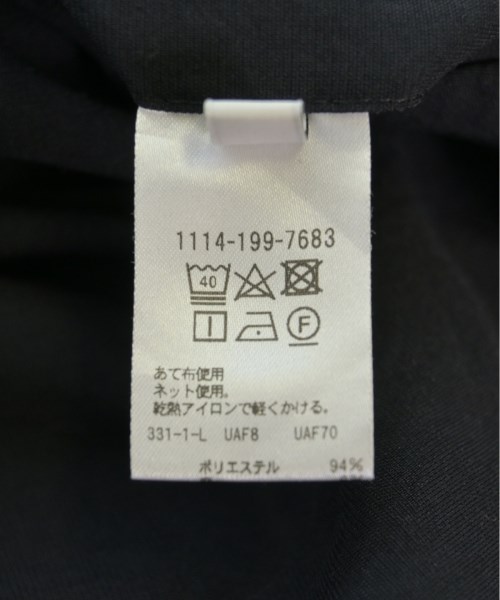 1114-199-7683
40
F
あて布使用
ネット使用。
乾熱アイロンで軽くかける。
331-1-L UAF8 UAF70
ポリエステル 94%